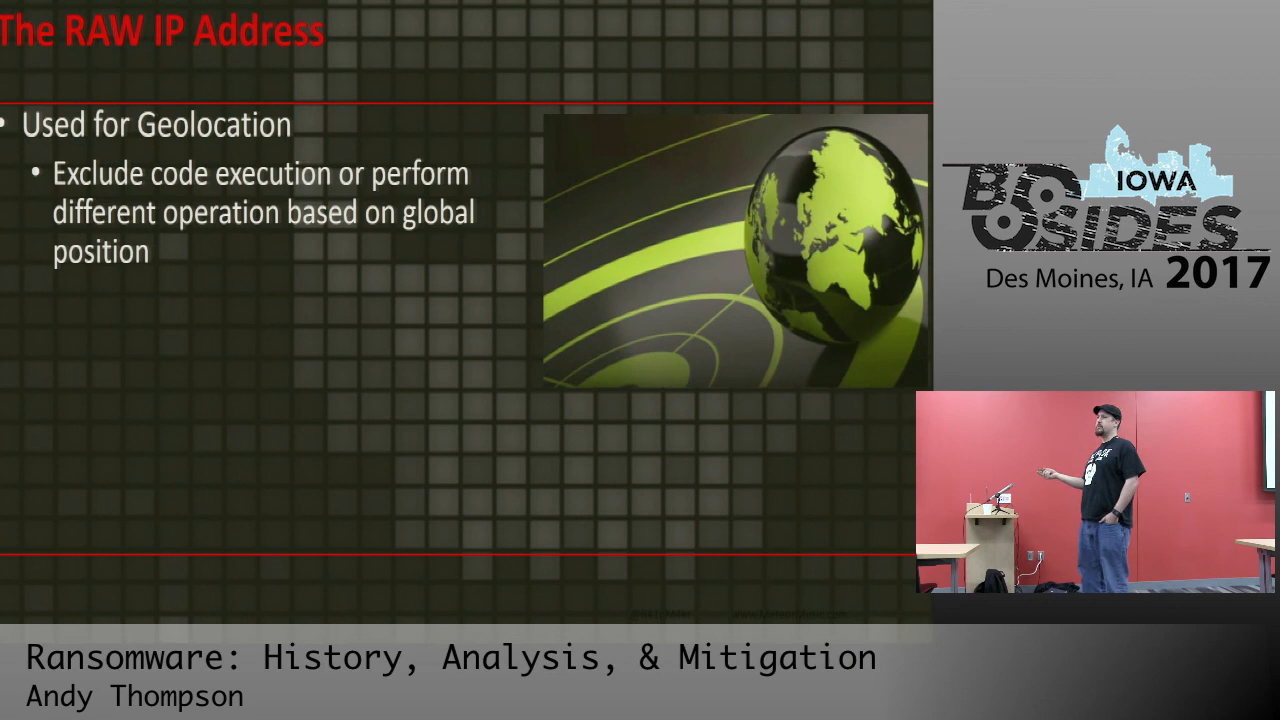 The RAW IP Address
• Used for Geolocation
• Exclude code execution or perform
different operation based on global
position
BSIDES
IOWA
Des Moines, IA 2017
Ransomware: History, Analysis, & Mitigation
Andy Thompson